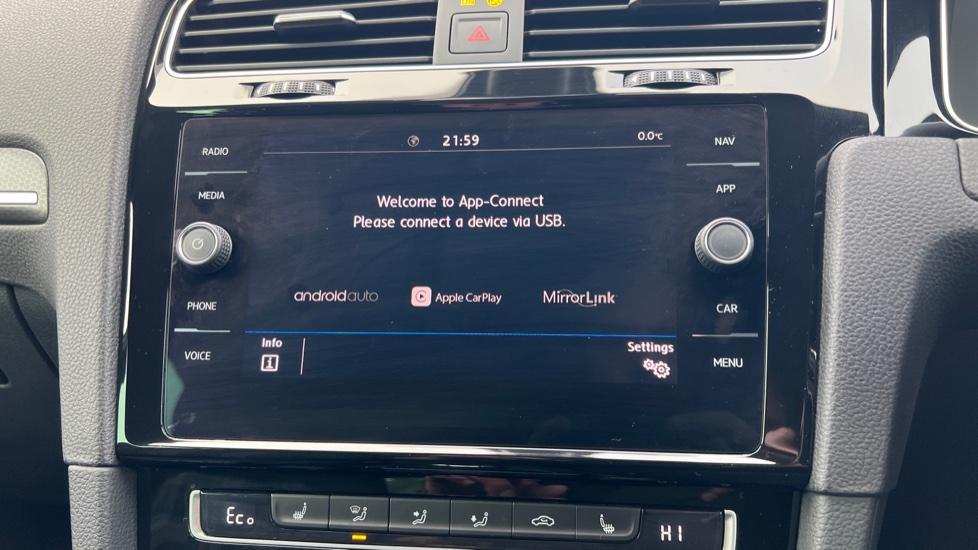 21:59
0.0°C
RADIO
MEDIA
PHONE
VOICE
Welcome to App-Connect
Please connect a device via USB.
androidauto
Apple CarPlay
MirrorLink
Info
i
Settings
NAV
APP
CAR
MENU
Eco
HI